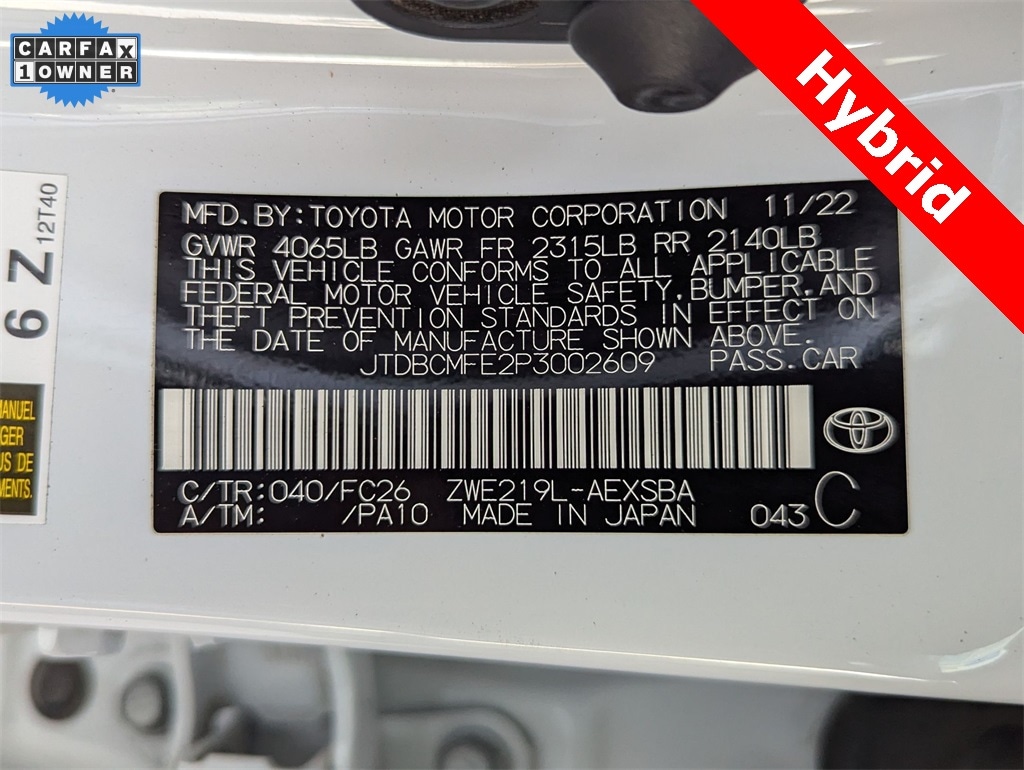 CARFAX
1 OWNER
Hybrid
6 Z 12T40
MANUEL
GER
US DE
MENTS.
MFD. BY: TOYOTA MOTOR CORPORATION 11/22
GVWR 4065LB GAWR FR 2315LB RR 2140LB
THIS VEHICLE CONFORMS TO ALL APPLICABLE
FEDERAL MOTOR VEHICLE SAFETY, BUMPER, AND
THEFT PREVENTION STANDARDS IN EFFECT ON
THE DATE OF MANUFACTURE SHOWN ABOVE.
JTDBCMFE2P3002609 PASS. CAR
C/TR: 040/FC26 ZWE219L-AEXSBA
A/TM: /PA10 MADE IN JAPAN 043 C